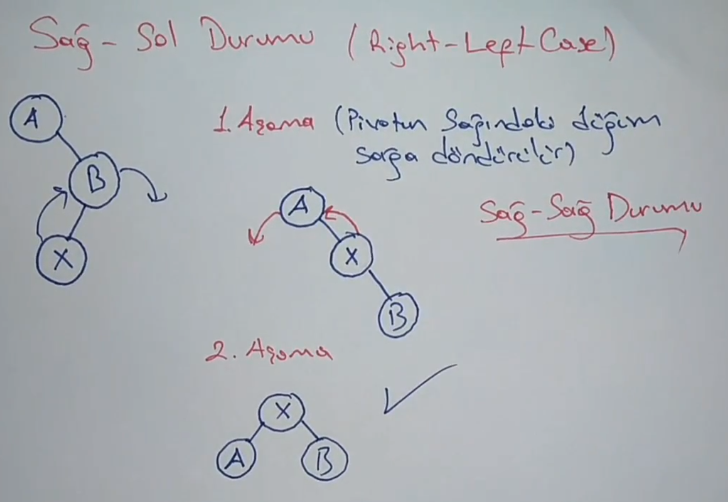 Sağ - Sol Durumu (Right-Left Case)
A
B
X
1. Aşama (Pivotun Sağındaki düğüm
sağa döndürülür)
A
X
B
Sağ-Sağ Durumu
2. Aşama
X
A
B